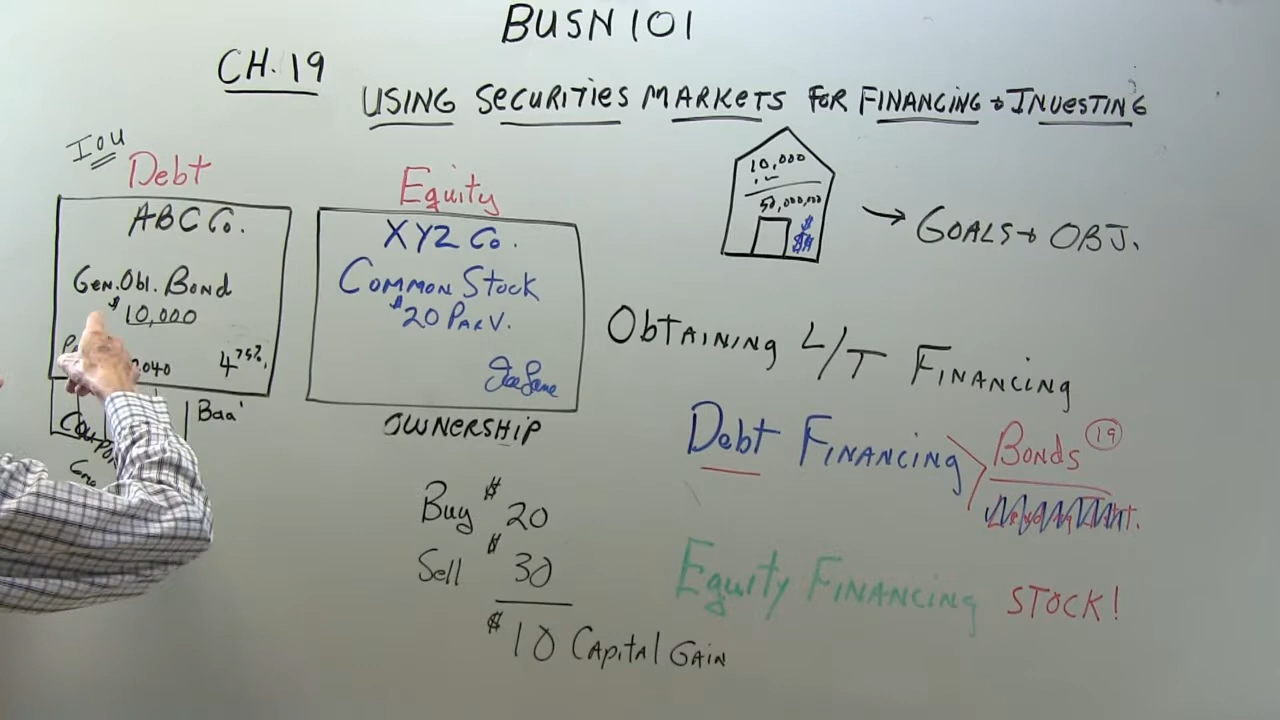 BUSN 101
CH. 19
USING SECURITIES MARKETS FOR FINANCING + INVESTING
IOU
Debt
ABC Co.
Gen. Obl. Bond
$10,000
4 75%
Baa'
Equity
XYZ Co.
COMMON STOCK
$20 PAR V.
OWNERSHIP
Buy $20
Sell $30
$10 CAPITAL GAIN
10,000
50,000,000
$
→ GOALS + OBJ.
OBTAINING L/T FINANCING
Debt FINANCING
BONDS 19
Equity FINANCING STOCK!